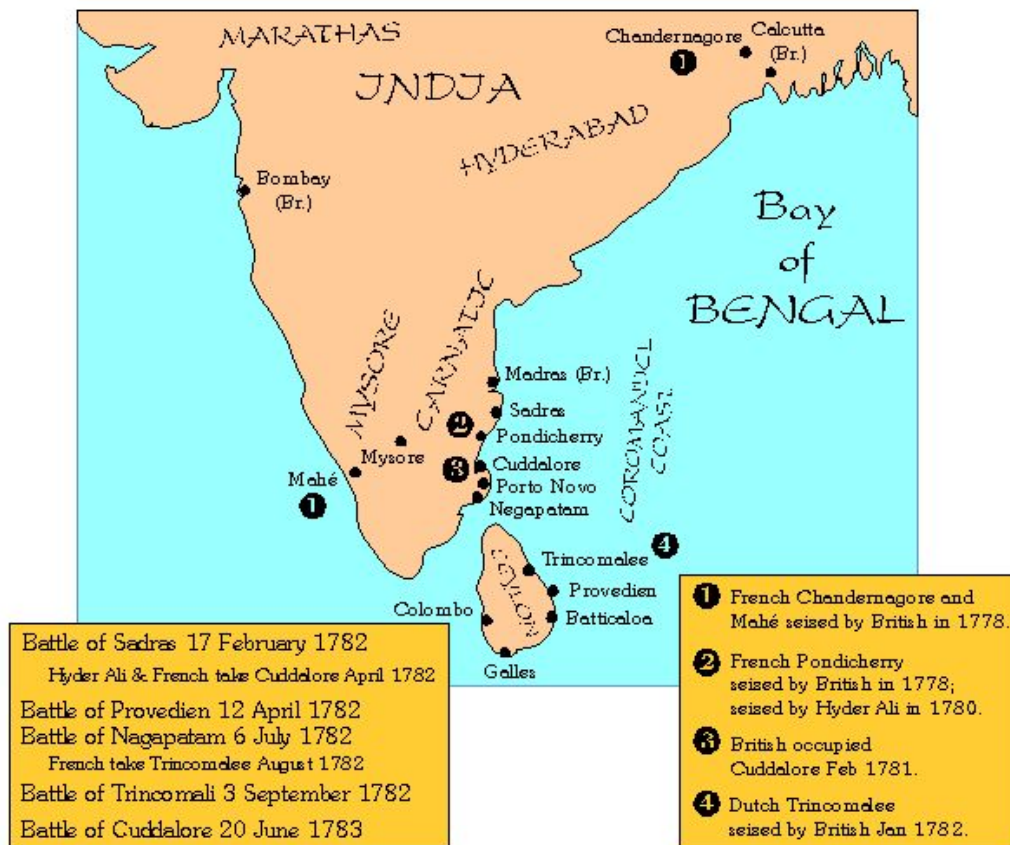 MARATHAS
INDIA
Chandernagore
1
Calcutta
(Br.)
HYDERABAD
Bombay
(Br.)
Bay
of
BENGAL
MYSORE
CARNATIC
COROMANDEL
COAST
Madras (Br.)
Sadras
2
Pondicherry
Mysore
3
Cuddalore
Porto Novo
Negapatam
Mahé
1
4
Trincomalee
CEYLON
Provedien
Colombo
Batticaloa
Galles
Battle of Sadras 17 February 1782
Hyder Ali & French take Cuddalore April 1782
Battle of Provedien 12 April 1782
Battle of Nagapatam 6 July 1782
French take Trincomalee August 1782
Battle of Trincomali 3 September 1782
Battle of Cuddalore 20 June 1783
1 French Chandernagore and
Mahé seised by British in 1778.
2 French Pondicherry
seised by British in 1778;
seised by Hyder Ali in 1780.
3 British occupied
Cuddalore Feb 1781.
4 Dutch Trincomalee
seised by British Jan 1782.